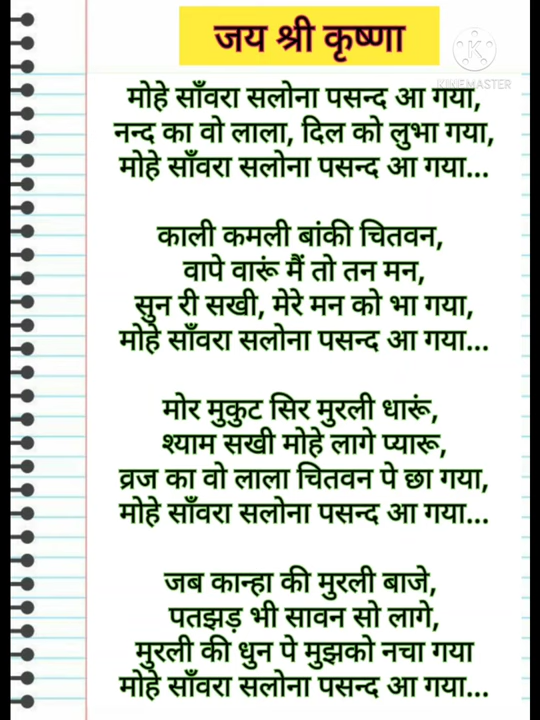 जय श्री कृष्णा
K
KINEMASTER
मोहे साँवरा सलोना पसन्द आ गया,
नन्द का वो लाला, दिल को लुभा गया,
मोहे साँवरा सलोना पसन्द आ गया...
काली कमली बांकी चितवन,
वापे वारूं मैं तो तन मन,
सुन री सखी, मेरे मन को भा गया,
मोहे साँवरा सलोना पसन्द आ गया...
मोर मुकुट सिर मुरली धारूं,
श्याम सखी मोहे लागे प्यारू,
व्रज का वो लाला चितवन पे छा गया,
मोहे साँवरा सलोना पसन्द आ गया...
जब कान्हा की मुरली बाजे,
पतझड़ भी सावन सो लागे,
मुरली की धुन पे मुझको नचा गया
मोहे साँवरा सलोना पसन्द आ गया...